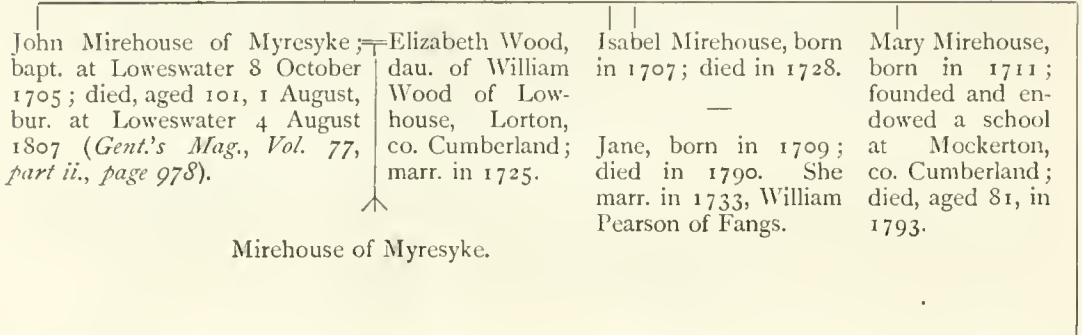 John Mirehouse of Myresyke;
bapt. at Loweswater 8 October
1705; died, aged 101, 1 August,
bur. at Loweswater 4 August
1807 (Gent.'s Mag., Vol. 77,
part ii., page 978).
Elizabeth Wood,
dau. of William
Wood of Low-
house, Lorton,
co. Cumberland;
marr. in 1725.
Mirehouse of Myresyke.
Isabel Mirehouse, born
in 1707; died in 1728.
Jane, born in 1709;
died in 1790. She
marr. in 1733, William
Pearson of Fangs.
Mary Mirehouse,
born in 1711;
founded and en-
dowed a school
at Mockerton,
co. Cumberland;
died, aged 81, in
1793.